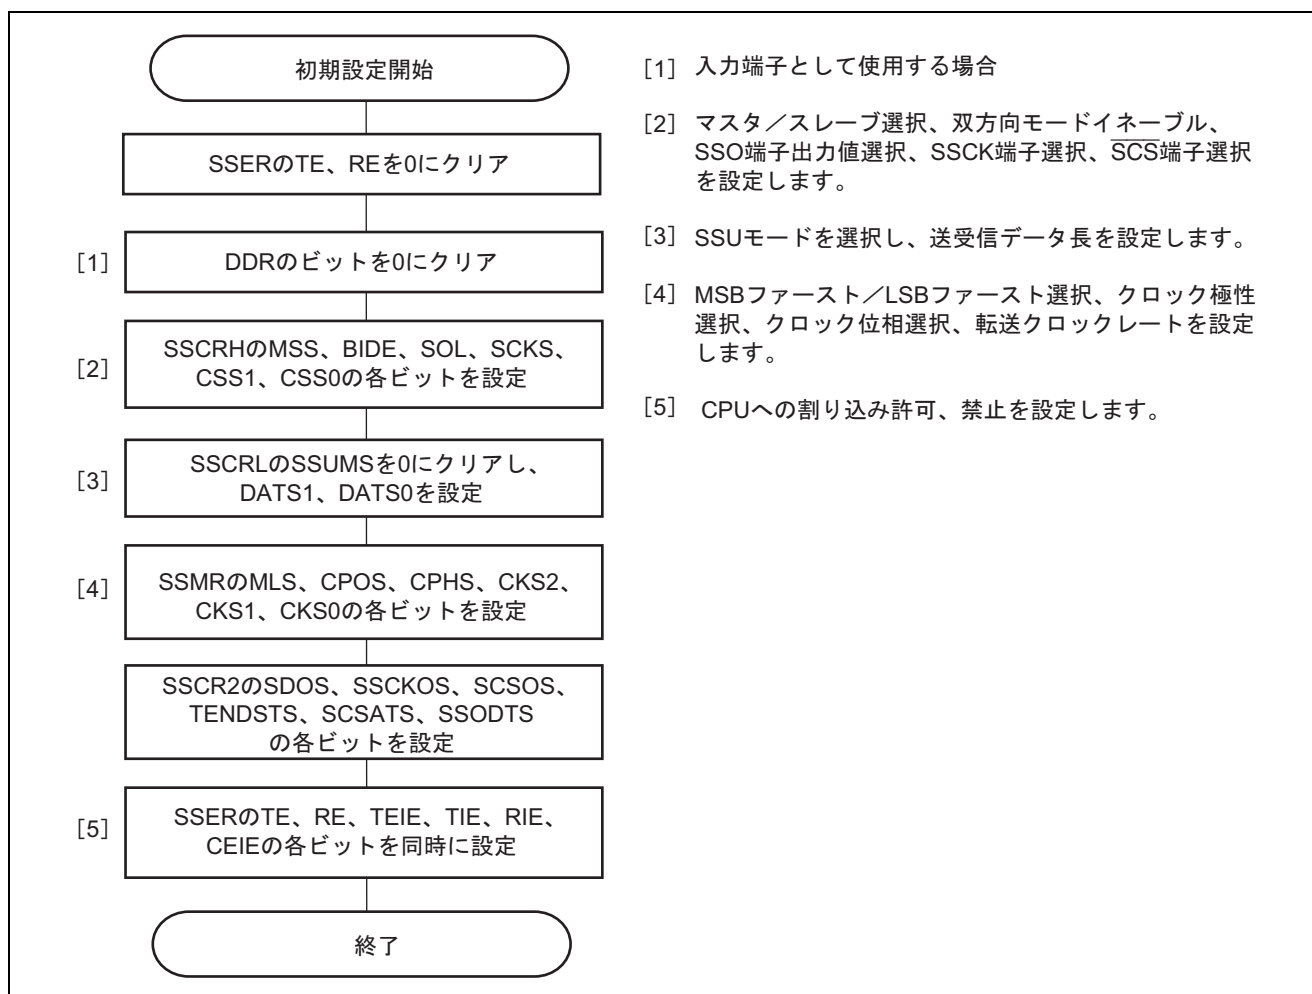 初期設定開始
SSERのTE、REを0にクリア
[1]
DDRのビットを0にクリア
[2]
SSCRHのMSS、BIDE、SOL、SCKS、
CSS1、CSS0の各ビットを設定
[3]
SSCRLのSSUMSを0にクリアし、
DATS1、DATS0を設定
[4]
SSMRのMLS、CPOS、CPHS、CKS2、
CKS1、CKS0の各ビットを設定
SSCR2のSDOS、SSCKOS、SCSOS、
TENDSTS、SCSATS、SSODTS
の各ビットを設定
[5]
SSERのTE、RE、TEIE、TIE、RIE、
CEIEの各ビットを同時に設定
終了
[1] 入力端子として使用する場合
[2] マスタ／スレーブ選択、双方向モードイネーブル、
SSO端子出力値選択、SSCK端子選択、S̅C̅S̅端子選択
を設定します。
[3] SSUモードを選択し、送受信データ長を設定します。
[4] MSBファースト／LSBファースト選択、クロック極性
選択、クロック位相選択、転送クロックレートを設定
します。
[5] CPUへの割り込み許可、禁止を設定します。